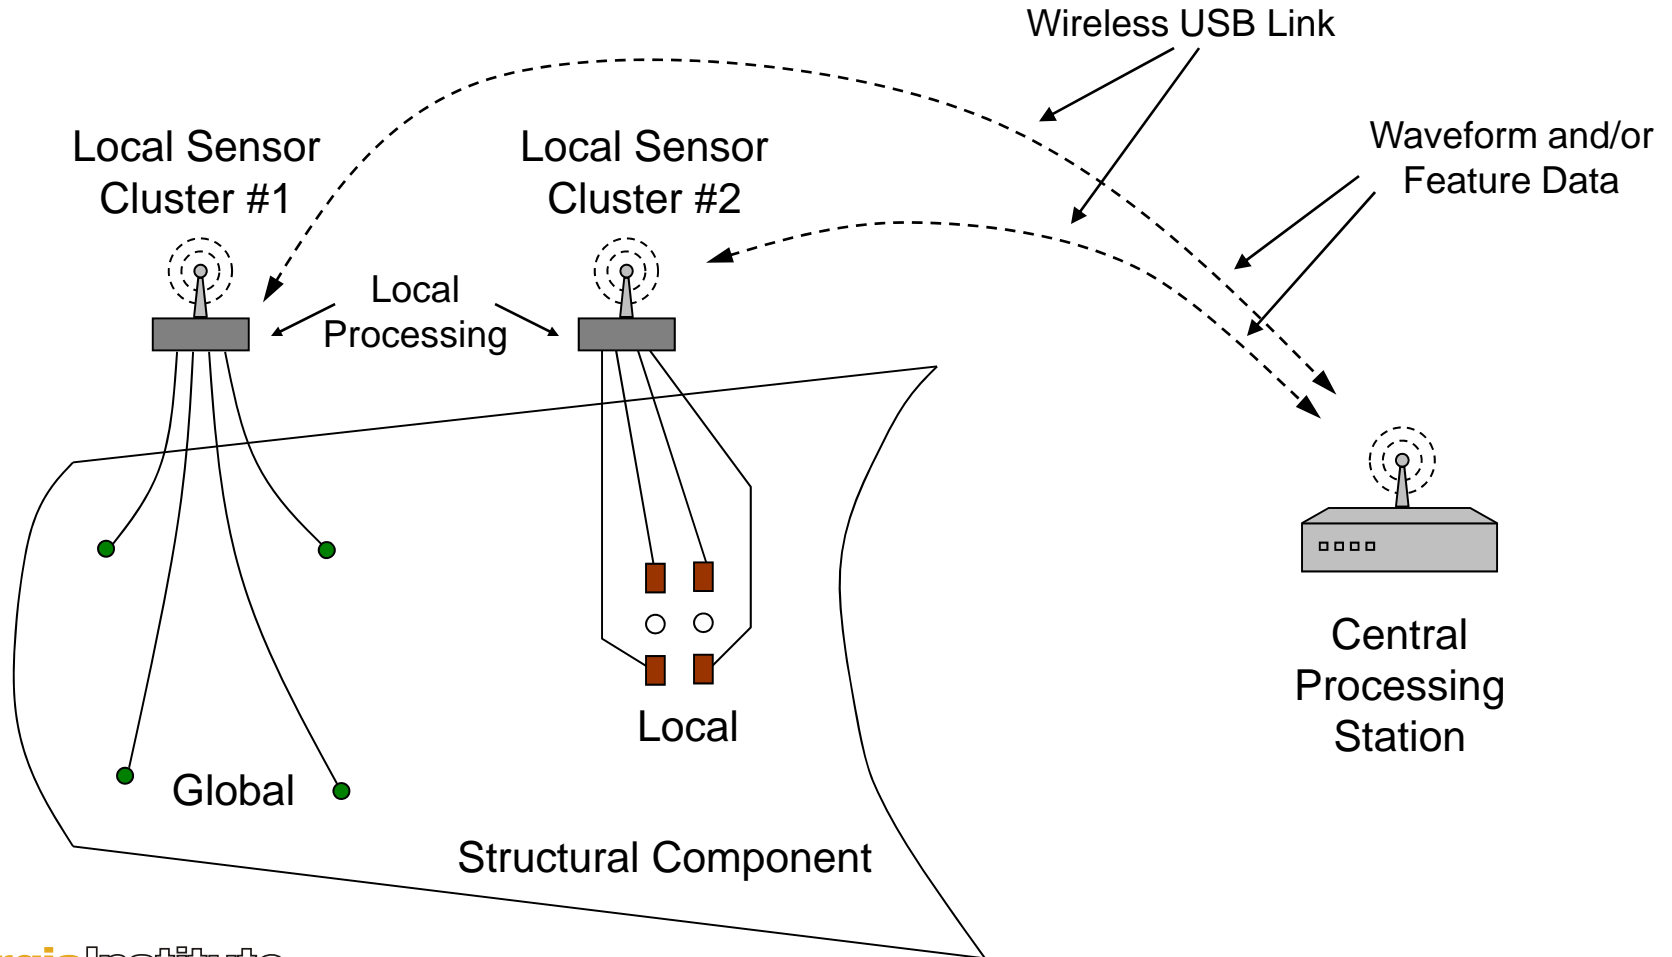 Wireless USB Link
Waveform and/or
Feature Data
Local Sensor
Cluster #1
Local Sensor
Cluster #2
Local
Processing
Central
Processing
Station
Local
Global
Structural Component
Institute